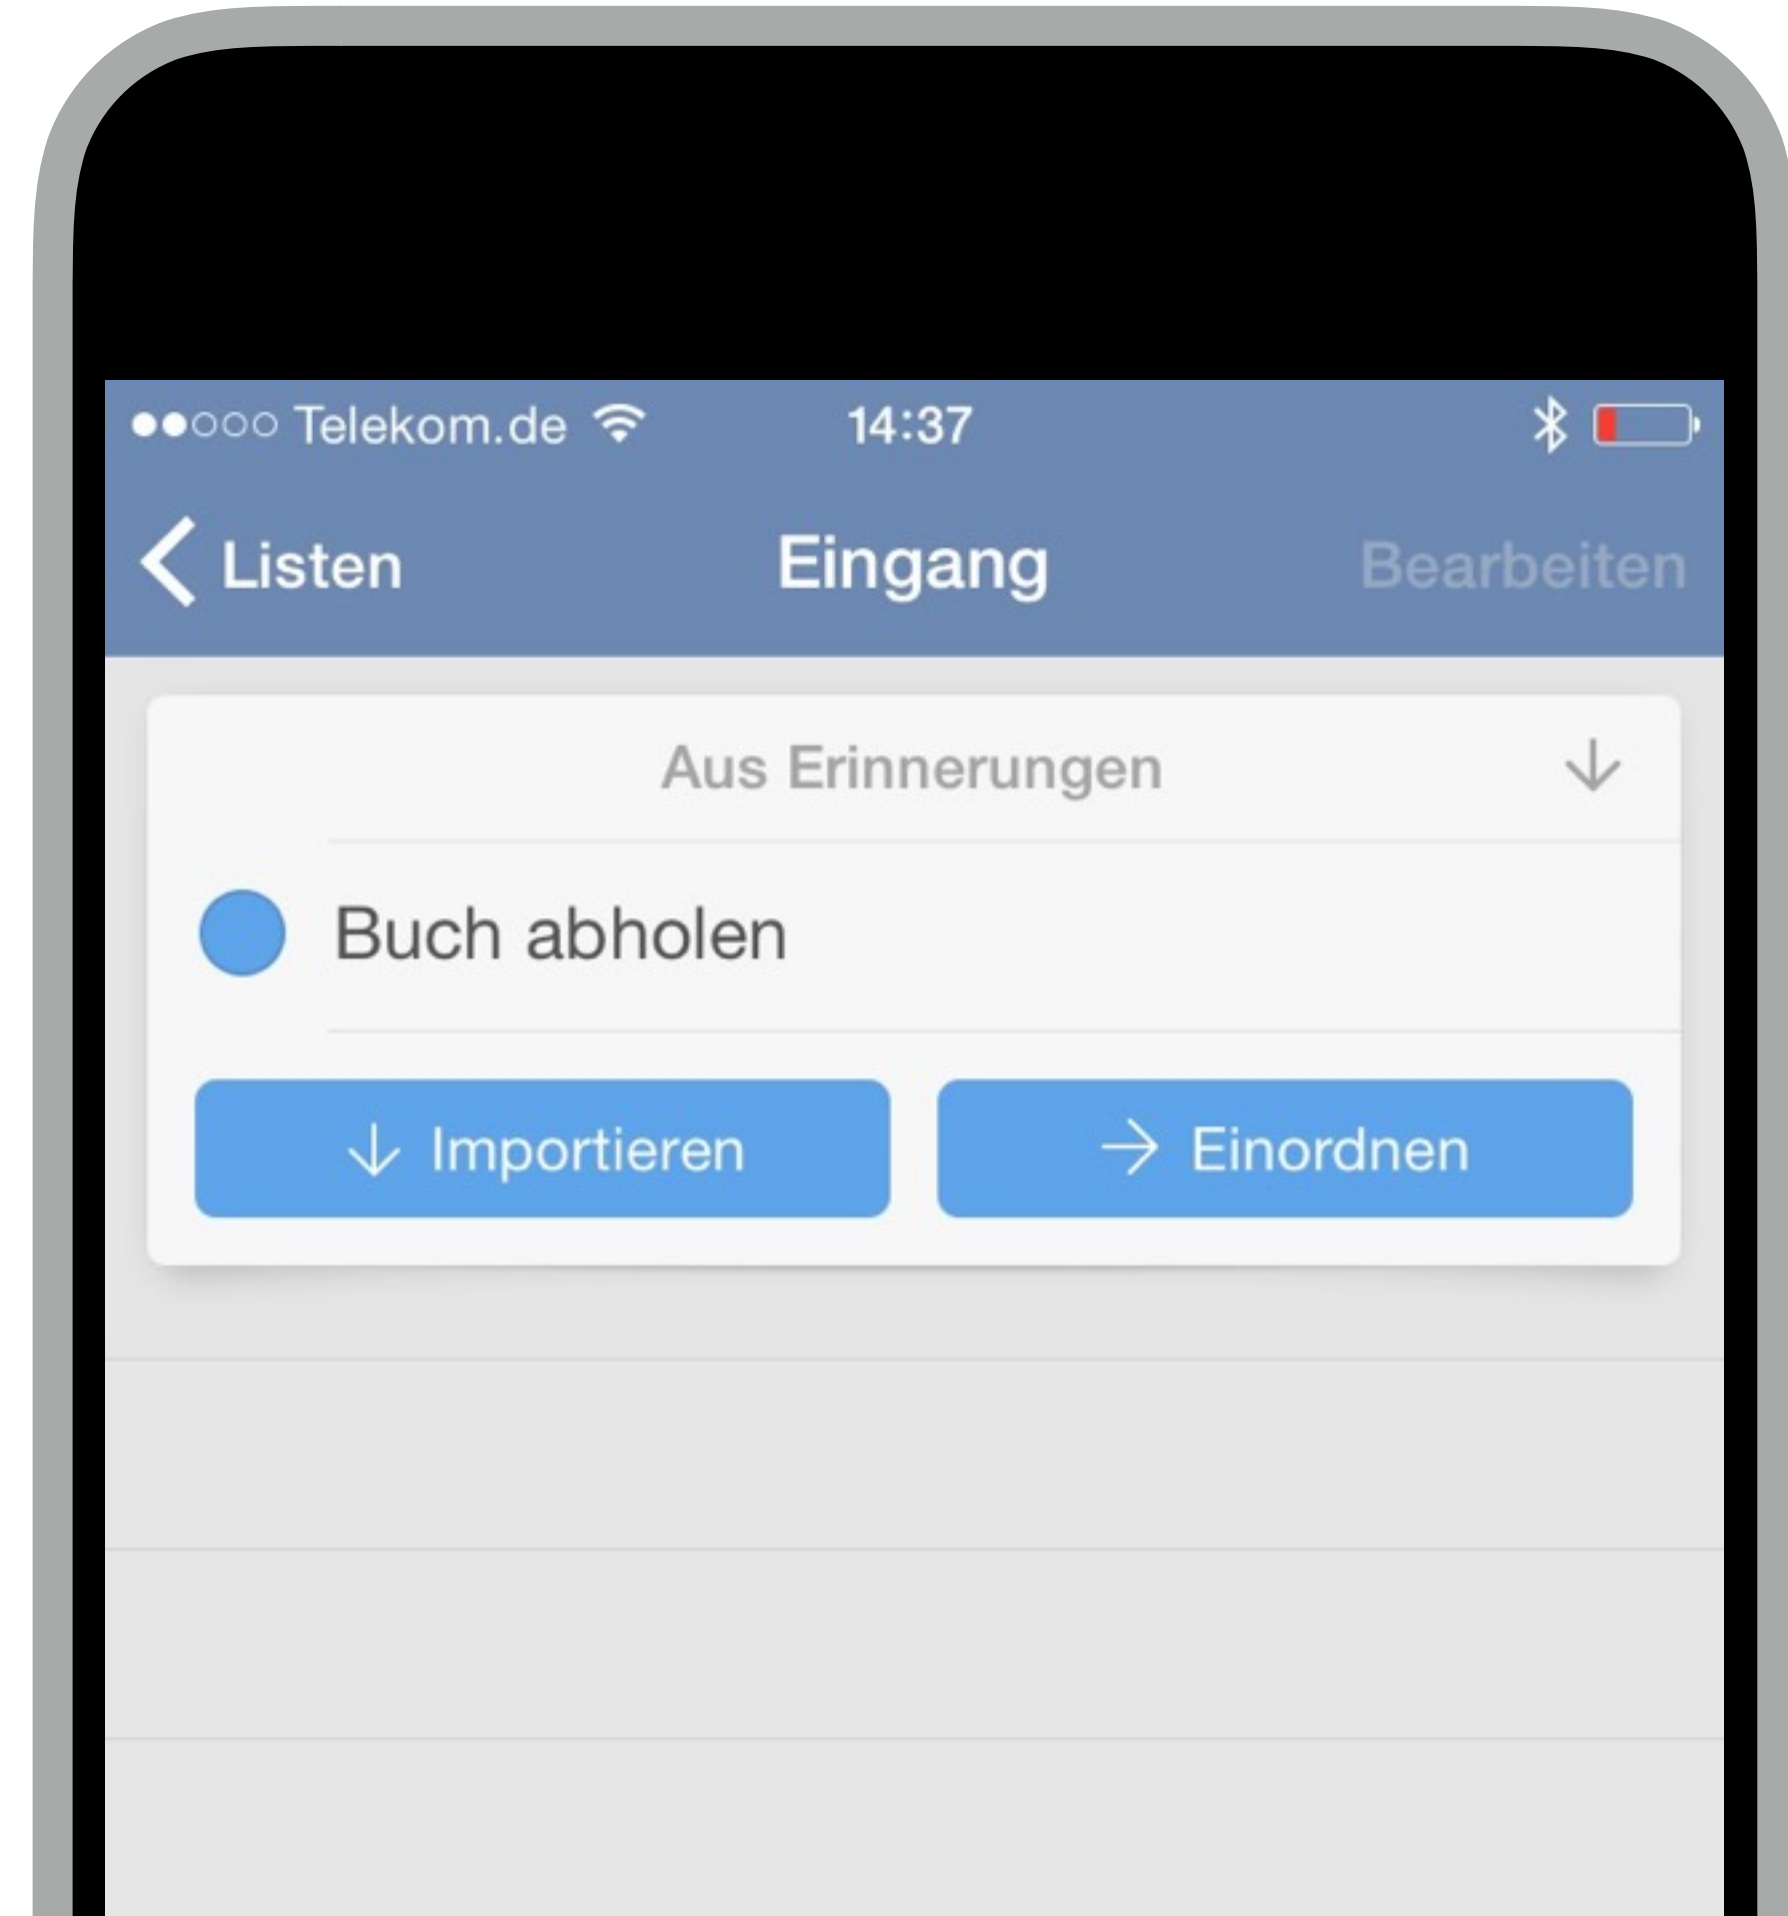 Telekom.de 14:37
Listen Eingang Bearbeiten
Aus Erinnerungen
Buch abholen
Importieren Einordnen